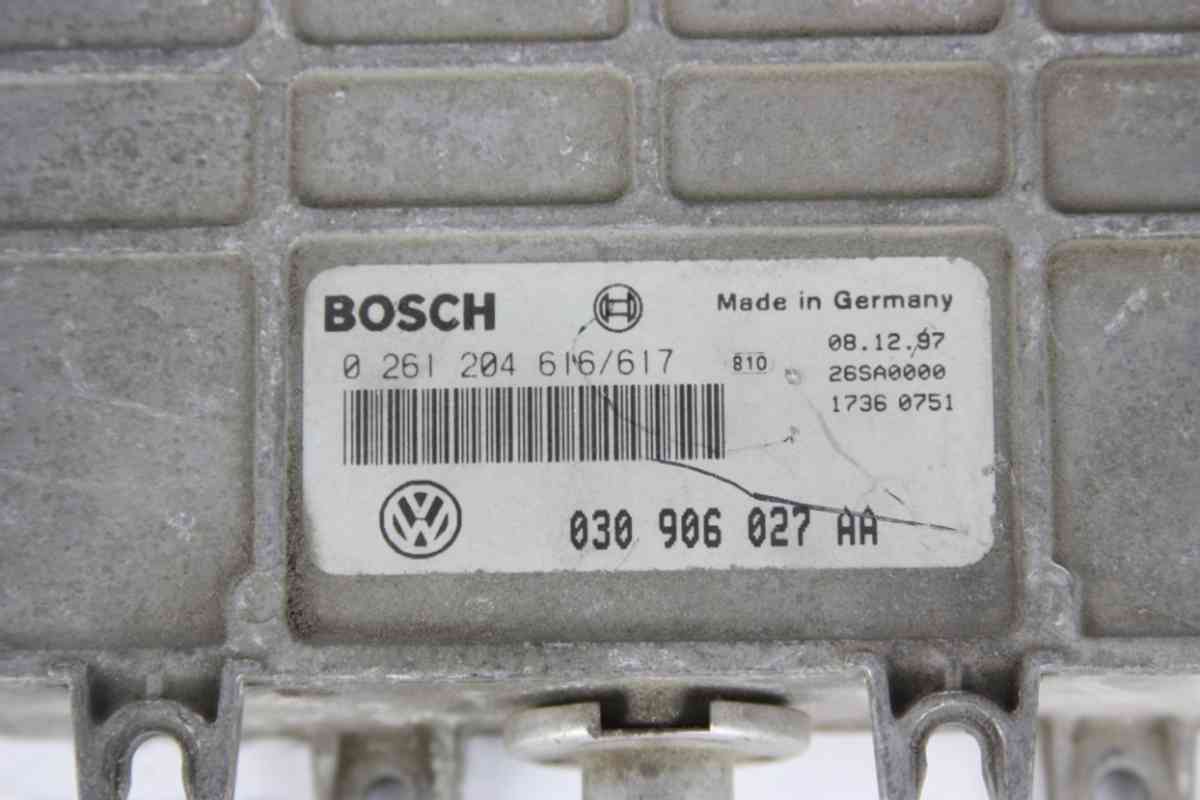 BOSCH
Made in Germany
0 261 204 616/617
810
08.12.97
26SA0000
1736 0751
VW
030 906 027 AA